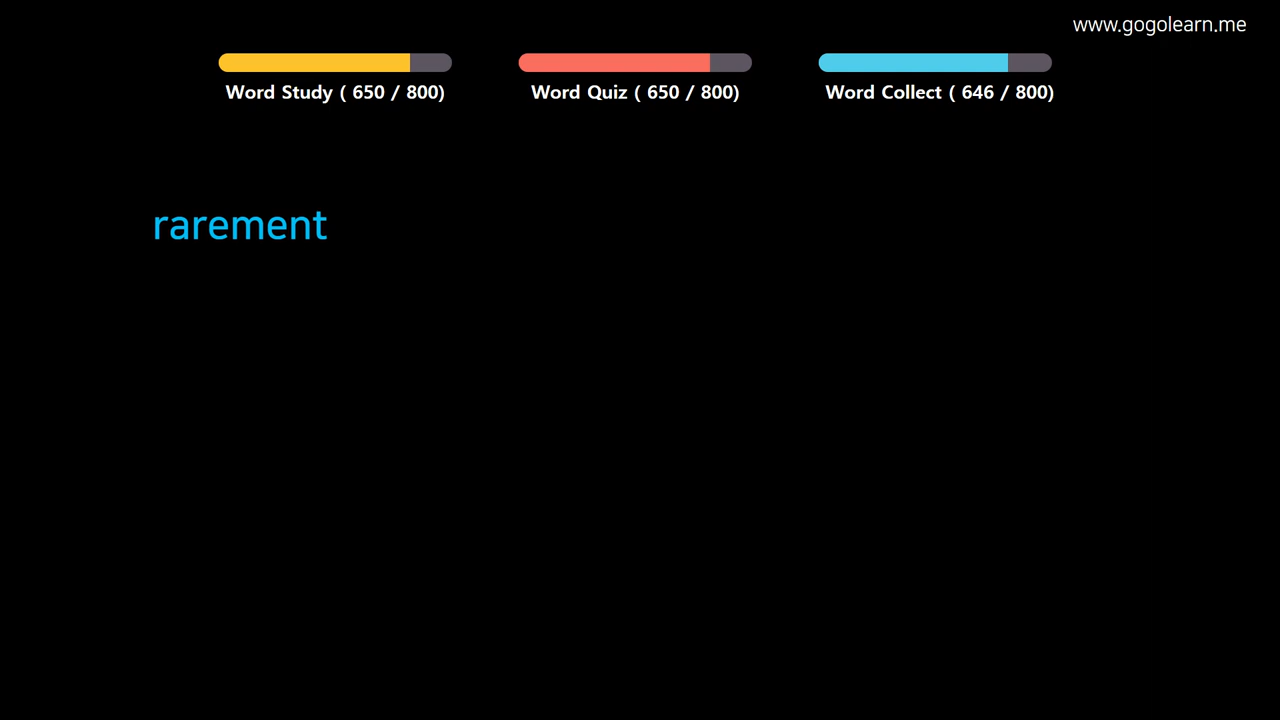 www.gogolearn.me
Word Study ( 650 / 800)
Word Quiz ( 650 / 800)
Word Collect ( 646 / 800)
rarement